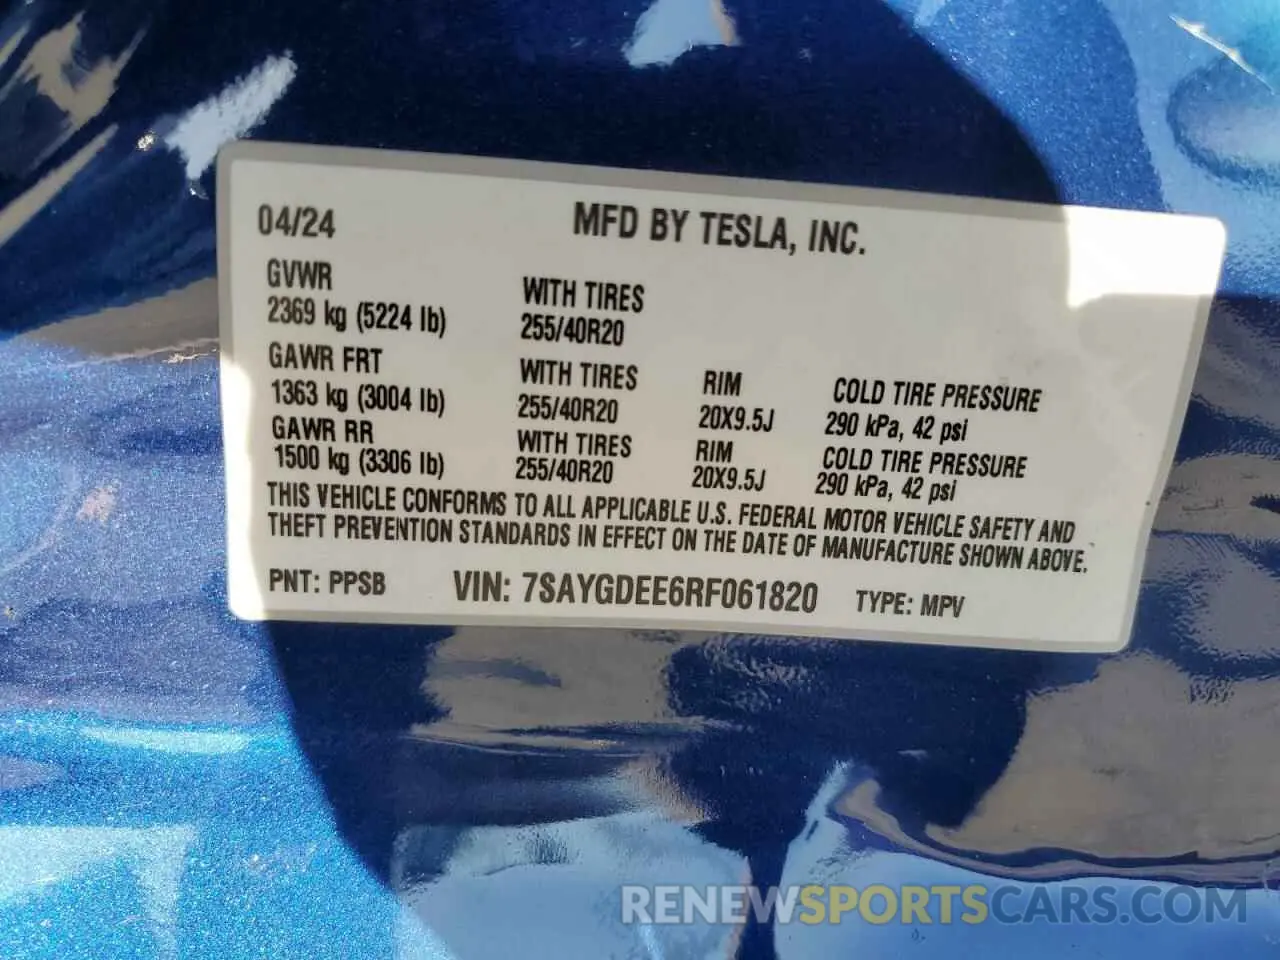 04/24 MFD BY TESLA, INC.
GVWR WITH TIRES
2369 kg (5224 lb) 255/40R20
GAWR FRT WITH TIRES RIM COLD TIRE PRESSURE
1363 kg (3004 lb) 255/40R20 20X9.5J 290 kPa, 42 psi
GAWR RR WITH TIRES RIM COLD TIRE PRESSURE
1500 kg (3306 lb) 255/40R20 20X9.5J 290 kPa, 42 psi
THIS VEHICLE CONFORMS TO ALL APPLICABLE U.S. FEDERAL MOTOR VEHICLE SAFETY AND
THEFT PREVENTION STANDARDS IN EFFECT ON THE DATE OF MANUFACTURE SHOWN ABOVE.
PNT: PPSB VIN: 7SAYGDEE6RF061820 TYPE: MPV
RENEWSPORTSCARS.COM